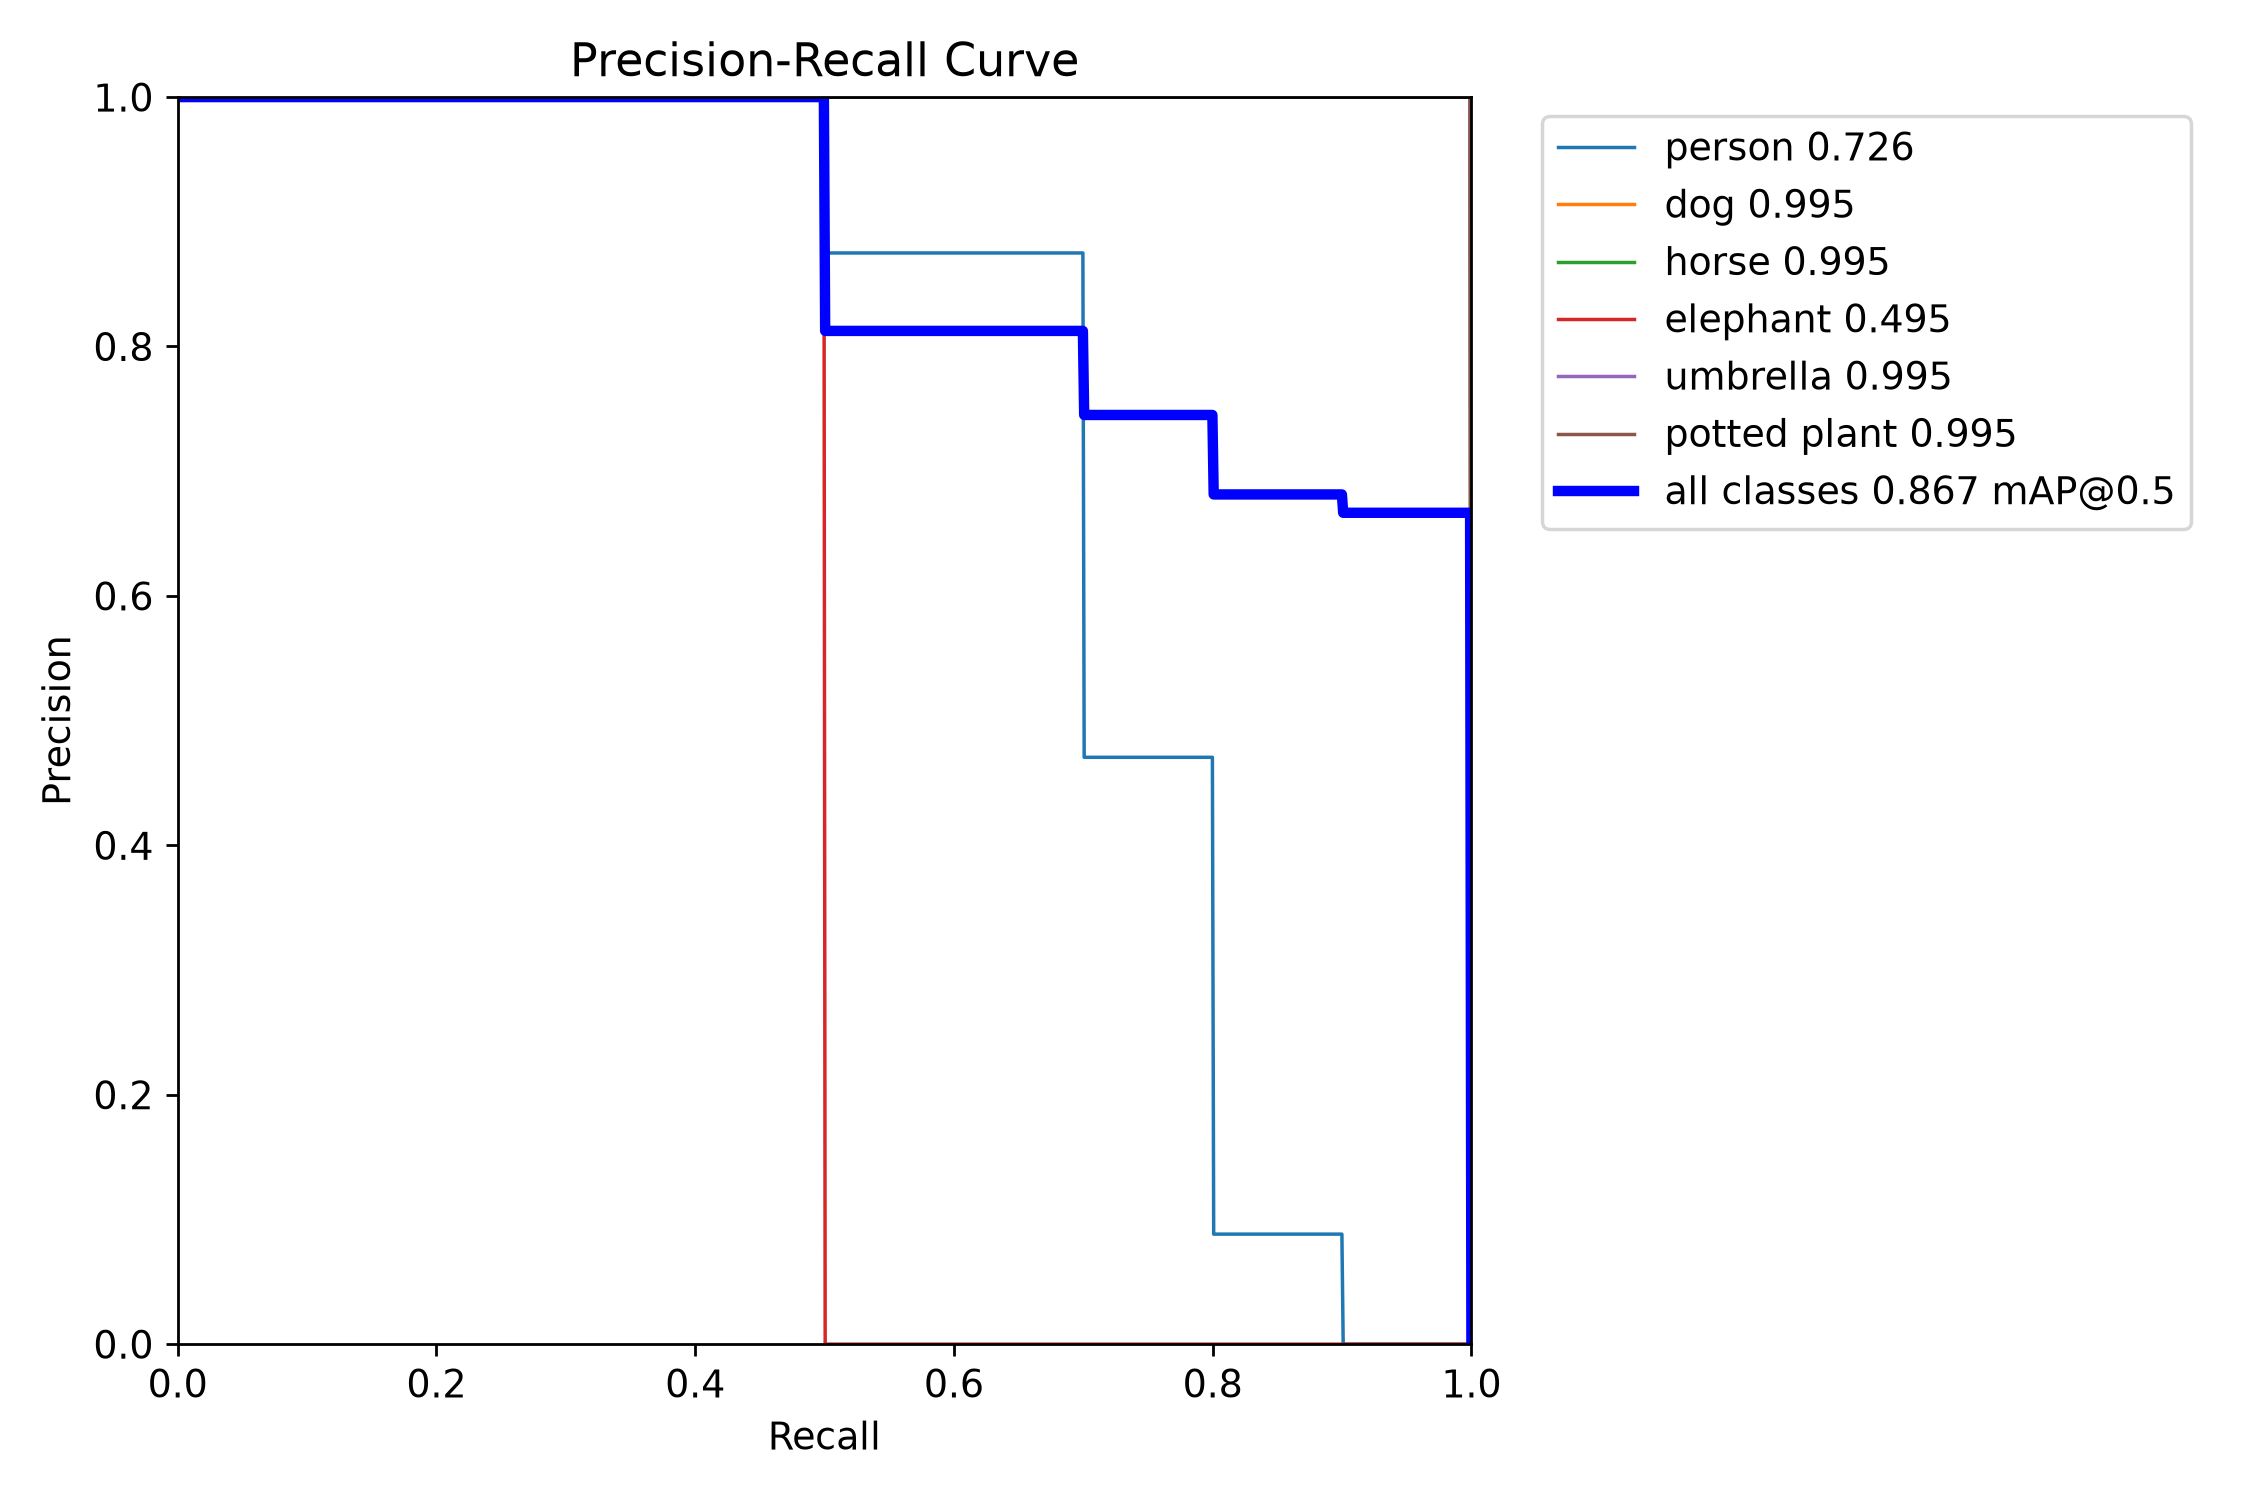 Precision-Recall Curve
1.0
0.8
0.6
0.4
0.2
0.0
Precision
0.0 0.2 0.4 0.6 0.8 1.0
Recall
person 0.726
dog 0.995
horse 0.995
elephant 0.495
umbrella 0.995
potted plant 0.995
all classes 0.867 mAP@0.5